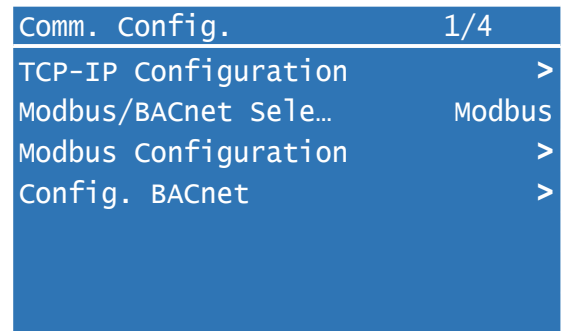 Comm. Config. 1/4
TCP-IP Configuration >
Modbus/BACnet Sele… Modbus
Modbus Configuration >
Config. BACnet >